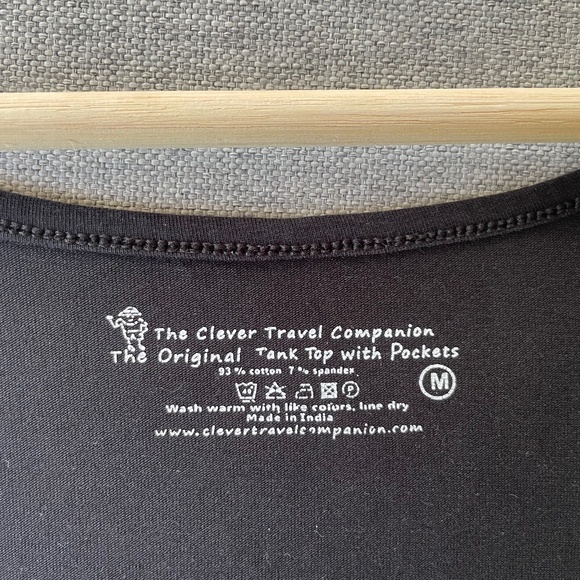 The Clever Travel Companion
The Original Tank Top with Pockets
93 % cotton 7 % spandex
40 P
M
Wash warm with like colors, line dry
Made in India
www.clevertravelcompanion.com